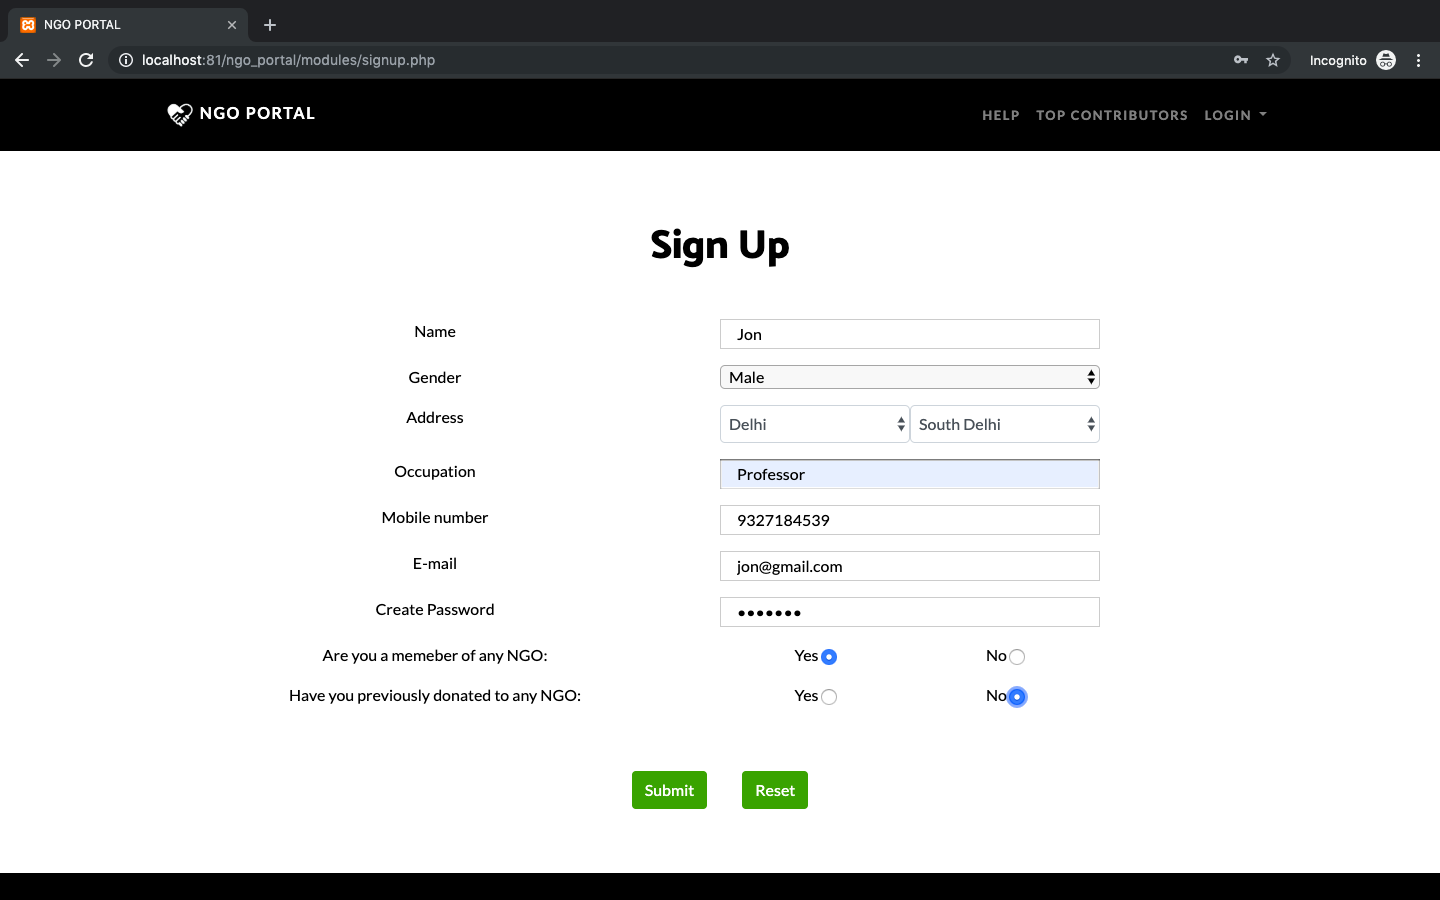 NGO PORTAL
localhost:81/ngo_portal/modules/signup.php
Incognito
NGO PORTAL
HELP TOP CONTRIBUTORS LOGIN
Sign Up
Name Jon
Gender Male
Address Delhi South Delhi
Occupation Professor
Mobile number 9327184539
E-mail jon@gmail.com
Create Password •••••••
Are you a memeber of any NGO: Yes No
Have you previously donated to any NGO: Yes No
Submit Reset